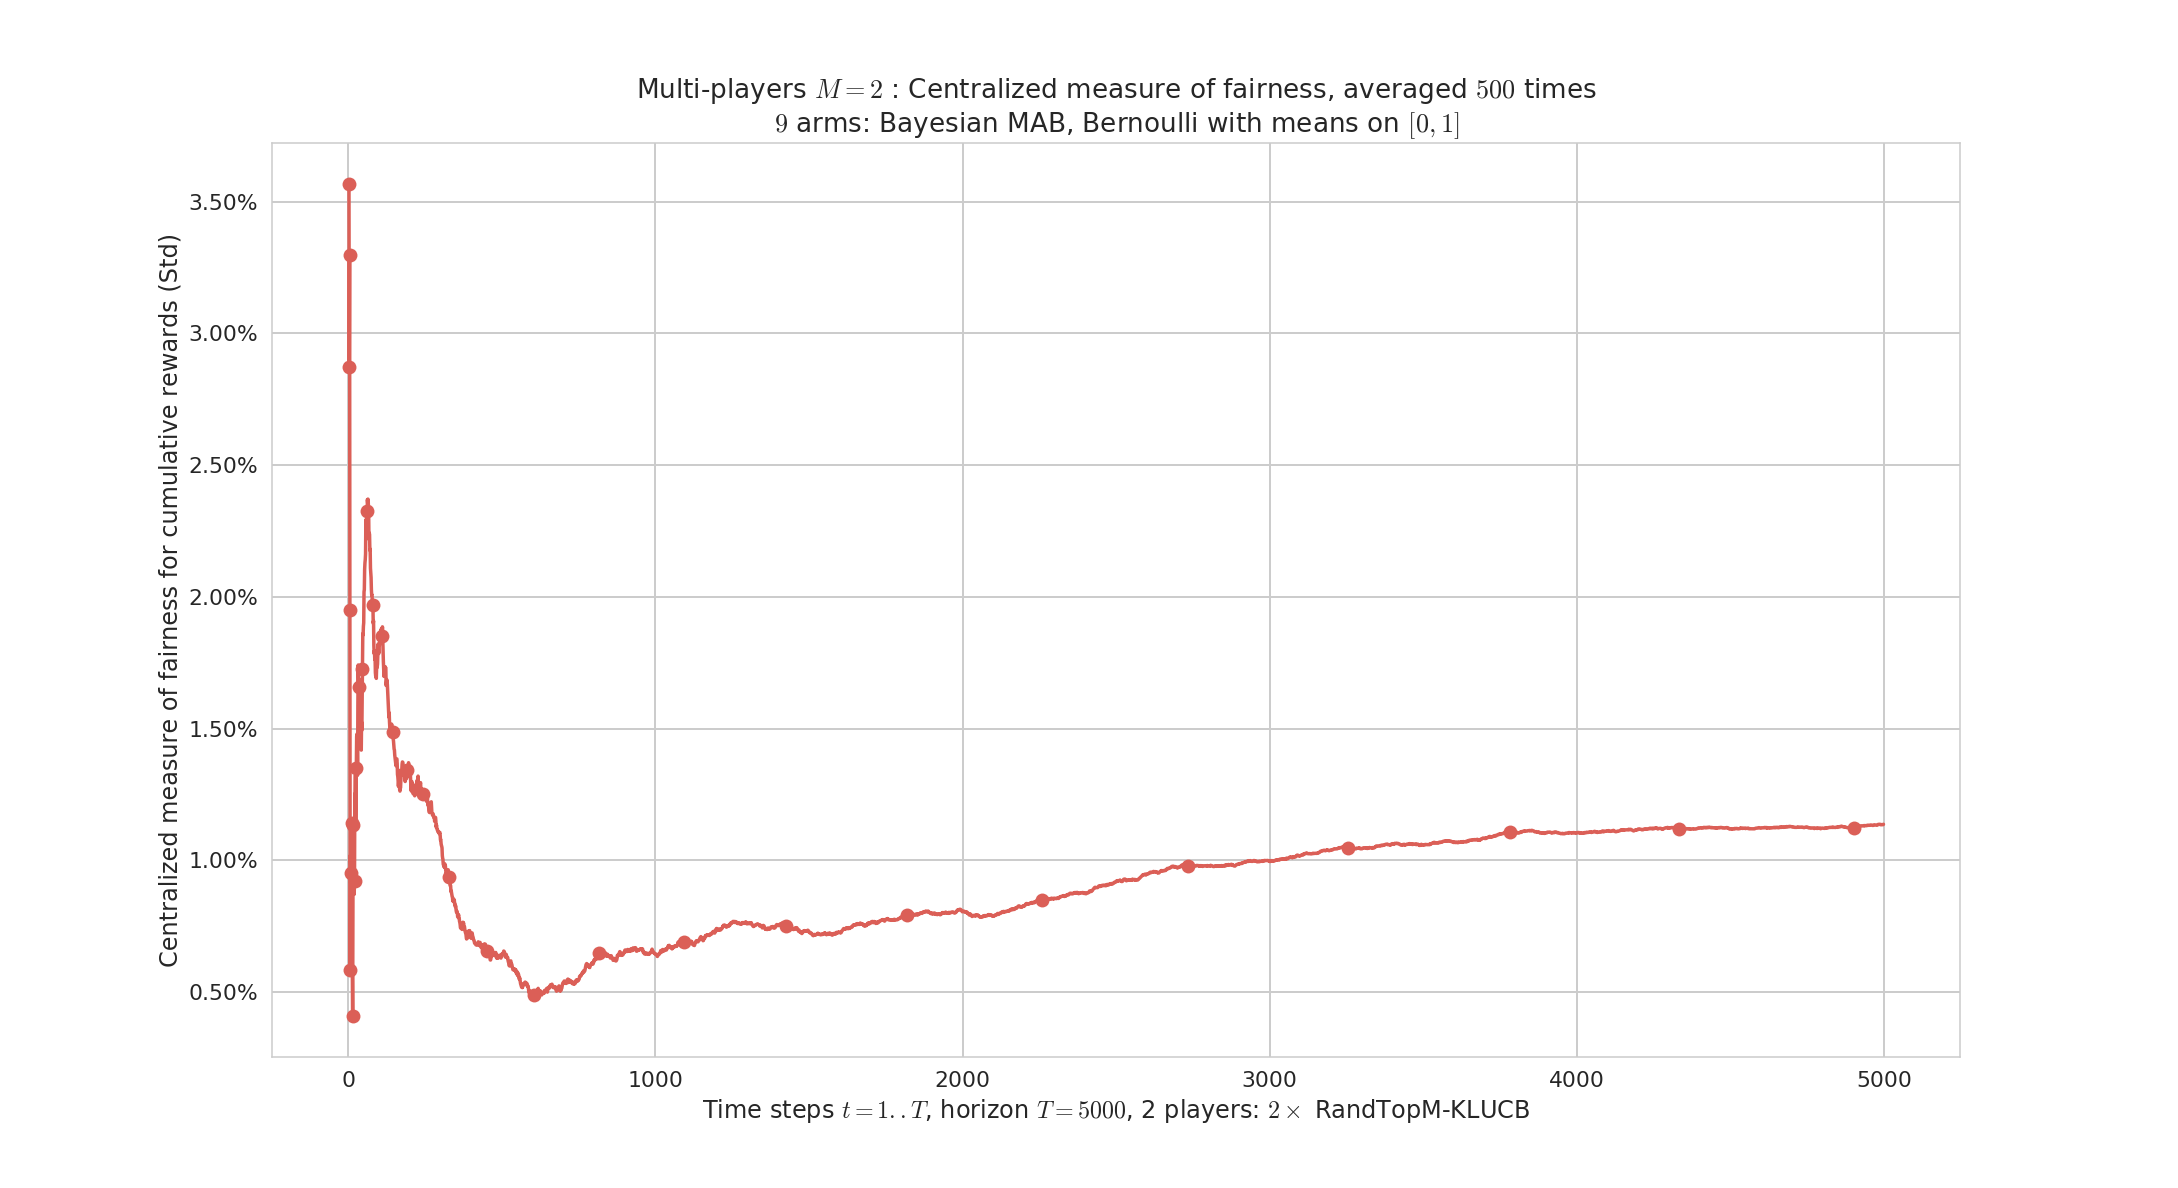 Multi-players M = 2 : Centralized measure of fairness, averaged 500 times
9 arms: Bayesian MAB, Bernoulli with means on [0, 1]
Centralized measure of fairness for cumulative rewards (Std)
3.50%
3.00%
2.50%
2.00%
1.50%
1.00%
0.50%
0 1000 2000 3000 4000 5000
Time steps t = 1..T, horizon T = 5000, 2 players: 2× RandTopM-KLUCB